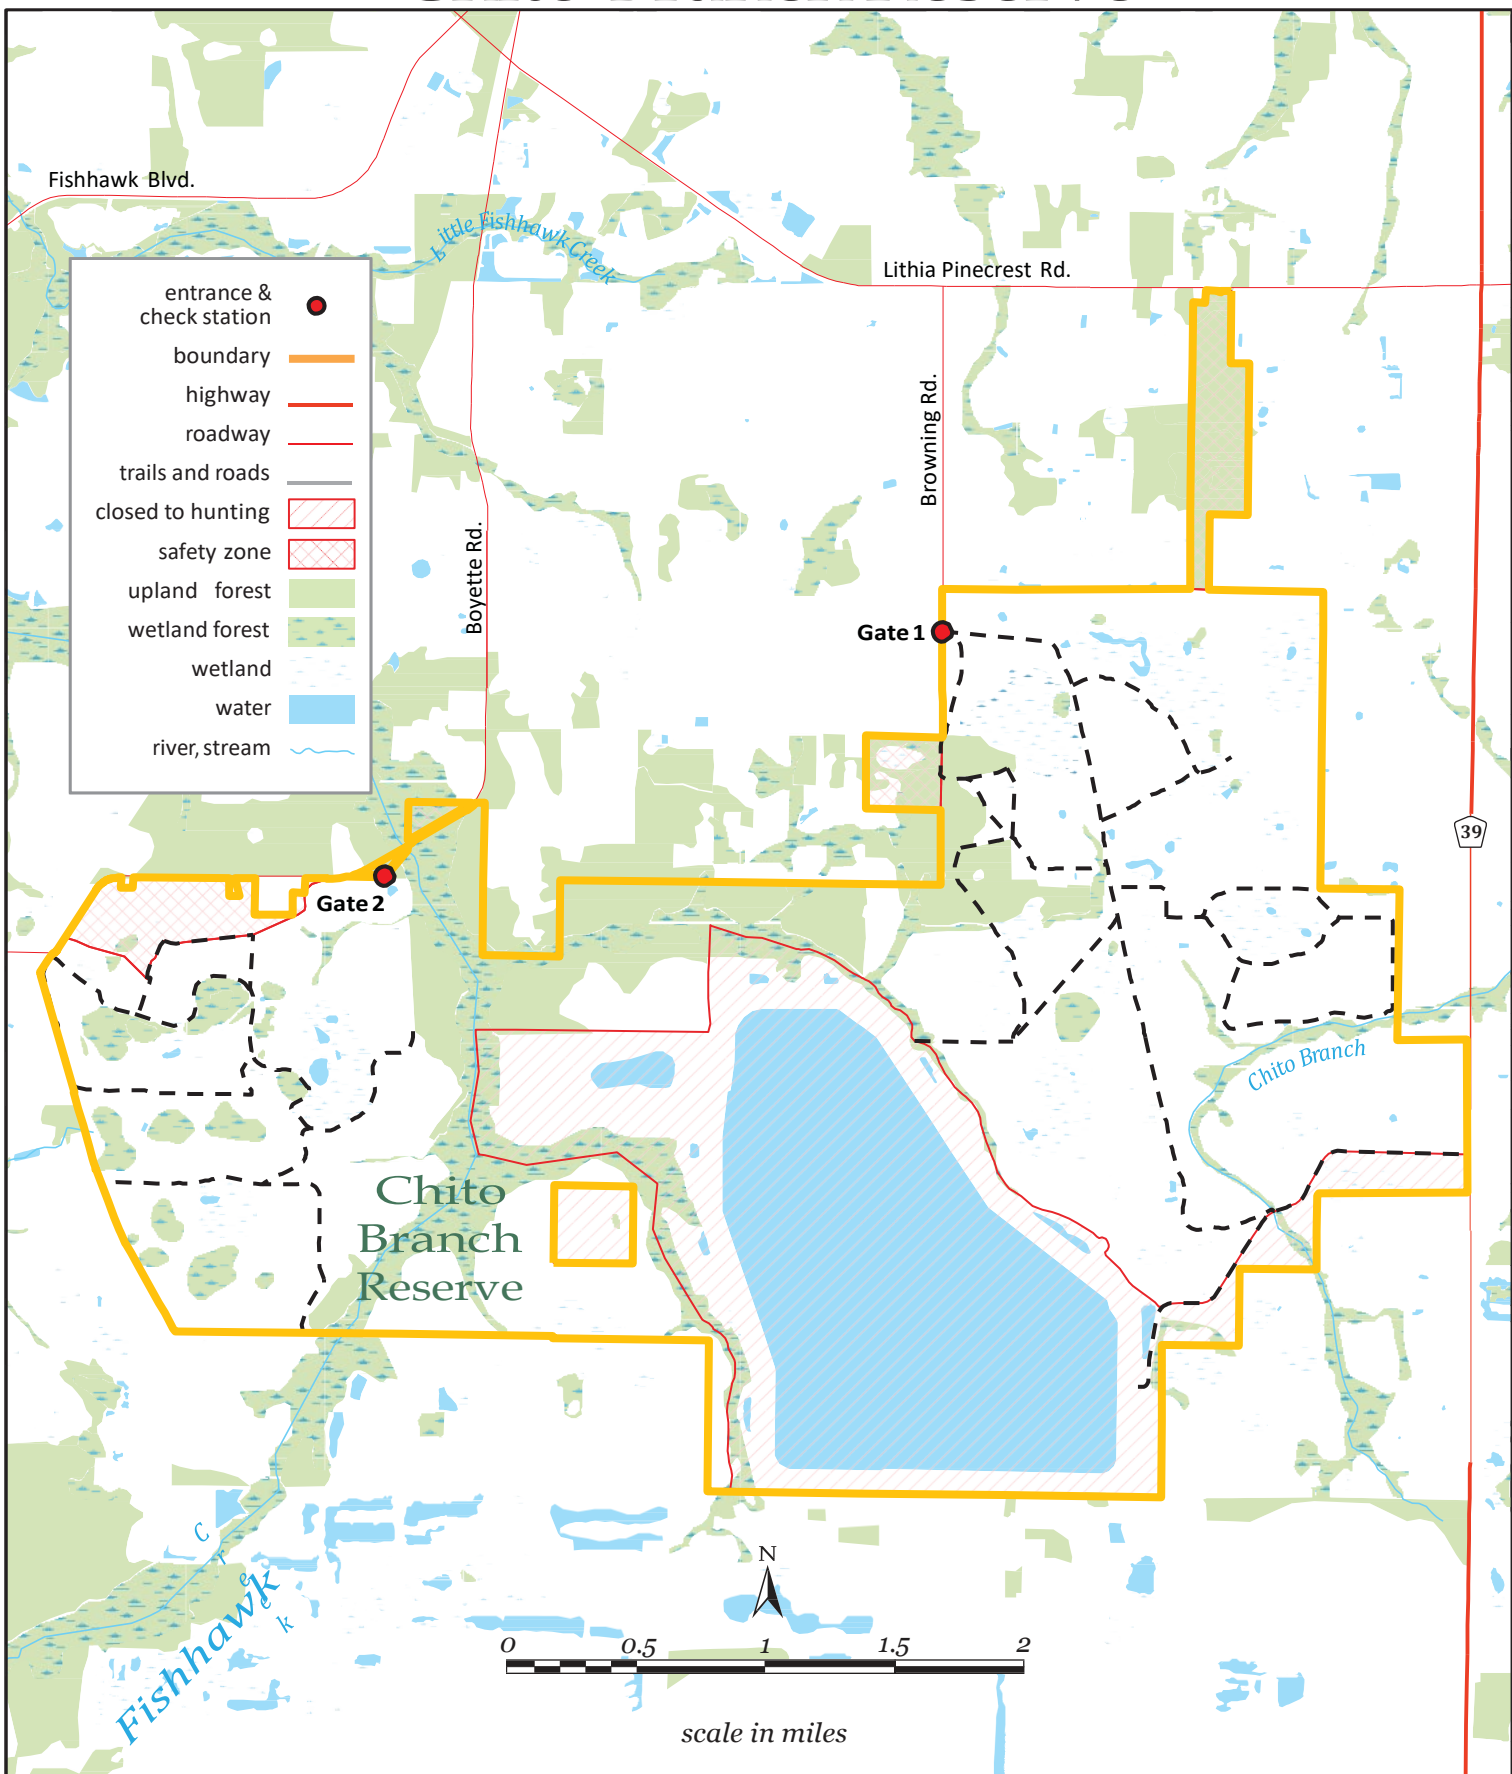 Fishhawk Blvd.
Little Fishhawk Creek
Lithia Pinecrest Rd.
entrance &
check station
boundary
highway
roadway
trails and roads
closed to hunting
safety zone
upland forest
wetland forest
wetland
water
river, stream
Browning Rd.
Boyette Rd.
Gate 1
39
Gate 2
Chito Branch
Chito
Branch
Reserve
Fishhawk
Creek
N
0 0.5 1 1.5 2
scale in miles